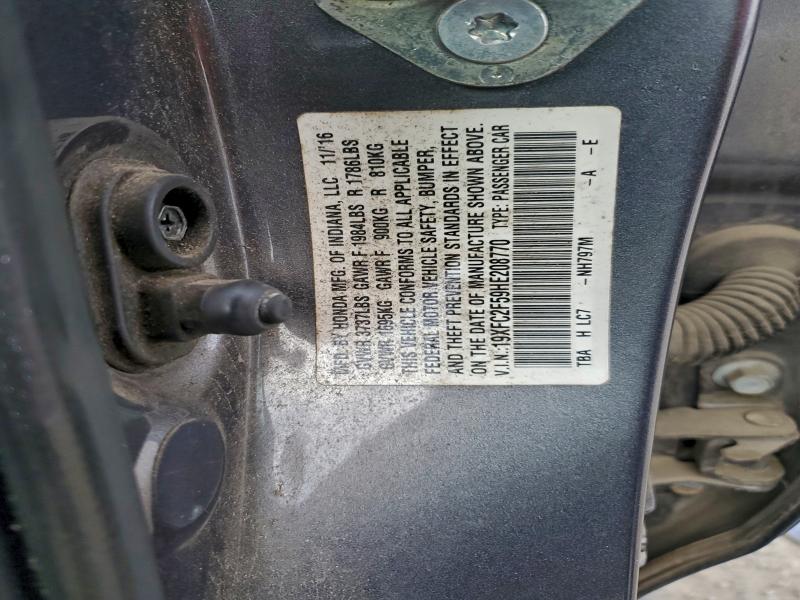 MFD. BY HONDA MFG. OF INDIANA, LLC 11/16
GVWR 3737LBS GAWR F 1984LBS R 1786LBS
GVWR 1695KG GAWR F 900KG R 810KG
THIS VEHICLE CONFORMS TO ALL APPLICABLE
FEDERAL MOTOR VEHICLE SAFETY, BUMPER,
AND THEFT PREVENTION STANDARDS IN EFFECT
ON THE DATE OF MANUFACTURE SHOWN ABOVE.
V.I.N.:19XFC2F59HE208770 TYPE: PASSENGER CAR
TBA H LC7 -NH797M -A -E